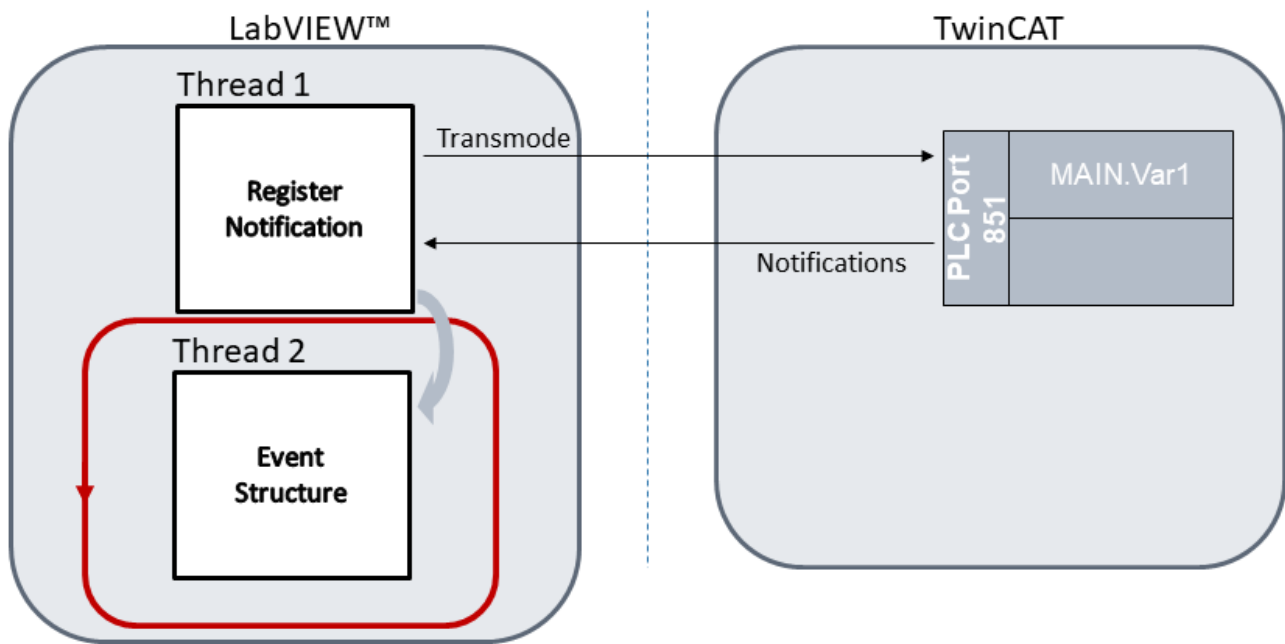 LabVIEW™
TwinCAT
Thread 1
Register
Notification
Transmode
Notifications
PLC Port
851
MAIN.Var1
Thread 2
Event
Structure